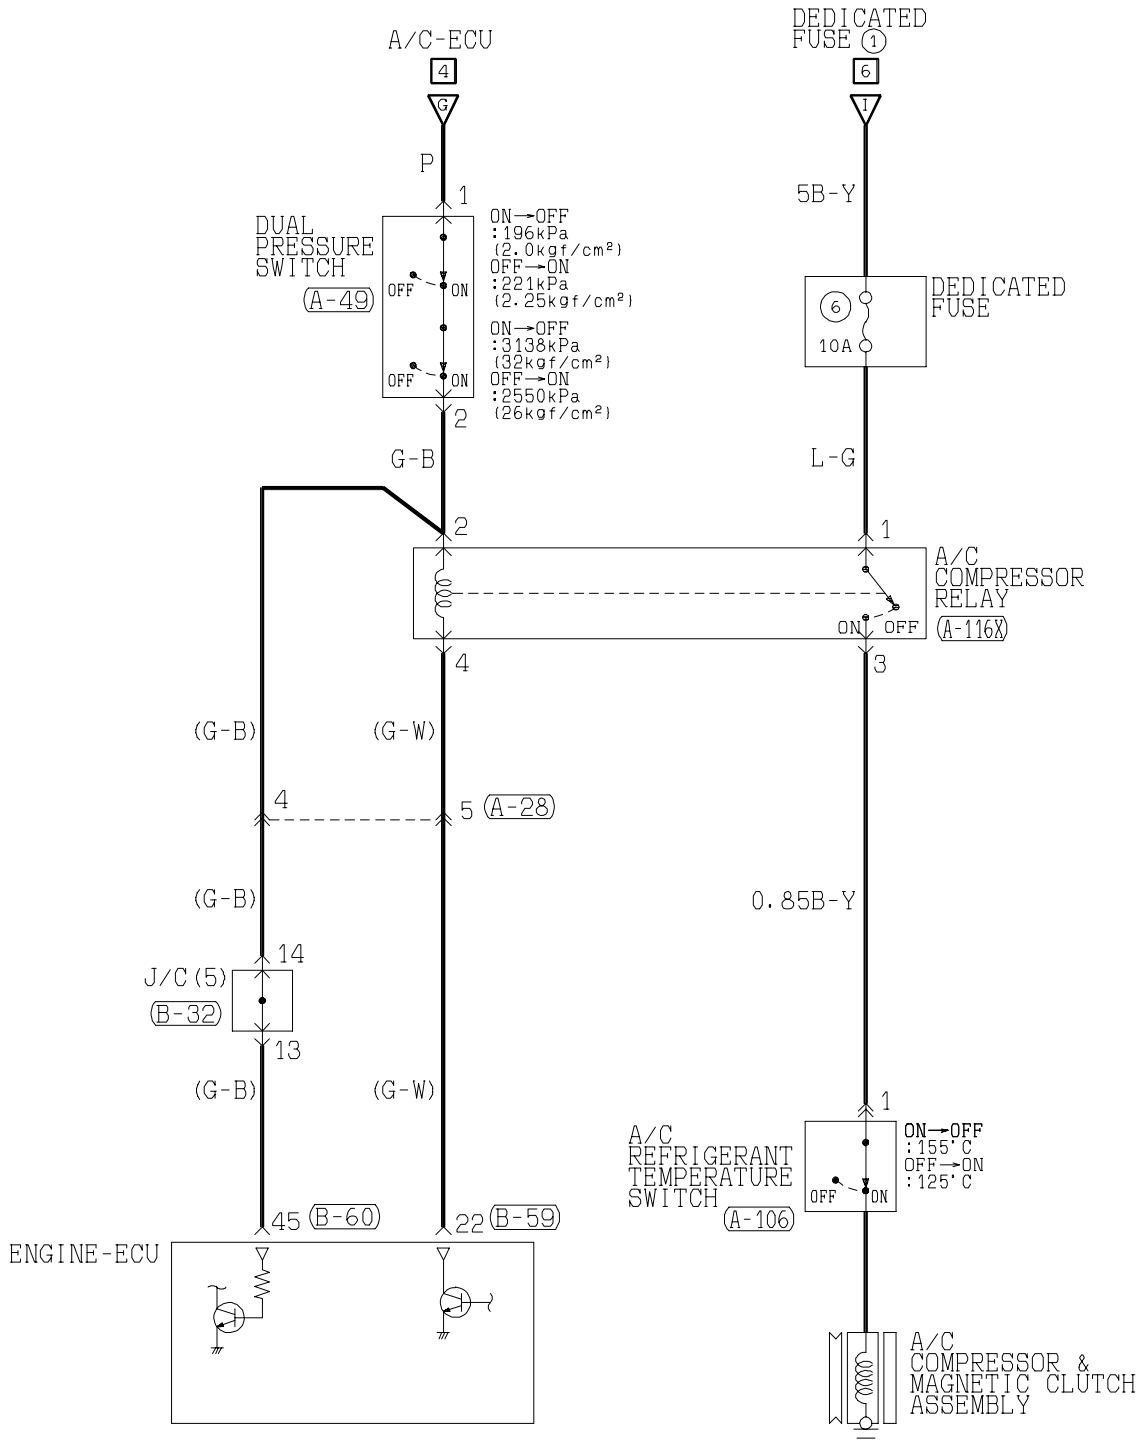 A/C-ECU
4
G
P
1
DUAL
PRESSURE
SWITCH
A-49
OFF
ON
OFF
ON
ON→OFF
:196kPa
(2.0kgf/cm²)
OFF→ON
:221kPa
(2.25kgf/cm²)
ON→OFF
:3138kPa
(32kgf/cm²)
OFF→ON
:2550kPa
(26kgf/cm²)
2
G-B
2
DEDICATED
FUSE 1
6
I
5B-Y
6
10A
DEDICATED
FUSE
L-G
1
A/C
COMPRESSOR
RELAY
A-116X
ON OFF
4
3
(G-B)
(G-W)
4
5 A-28
(G-B)
0.85B-Y
14
J/C(5)
B-32
13
(G-B)
(G-W)
1
A/C
REFRIGERANT
TEMPERATURE
SWITCH
A-106
OFF
ON
ON→OFF
:155°C
OFF→ON
:125°C
45 B-60
22 B-59
ENGINE-ECU
A/C
COMPRESSOR &
MAGNETIC CLUTCH
ASSEMBLY